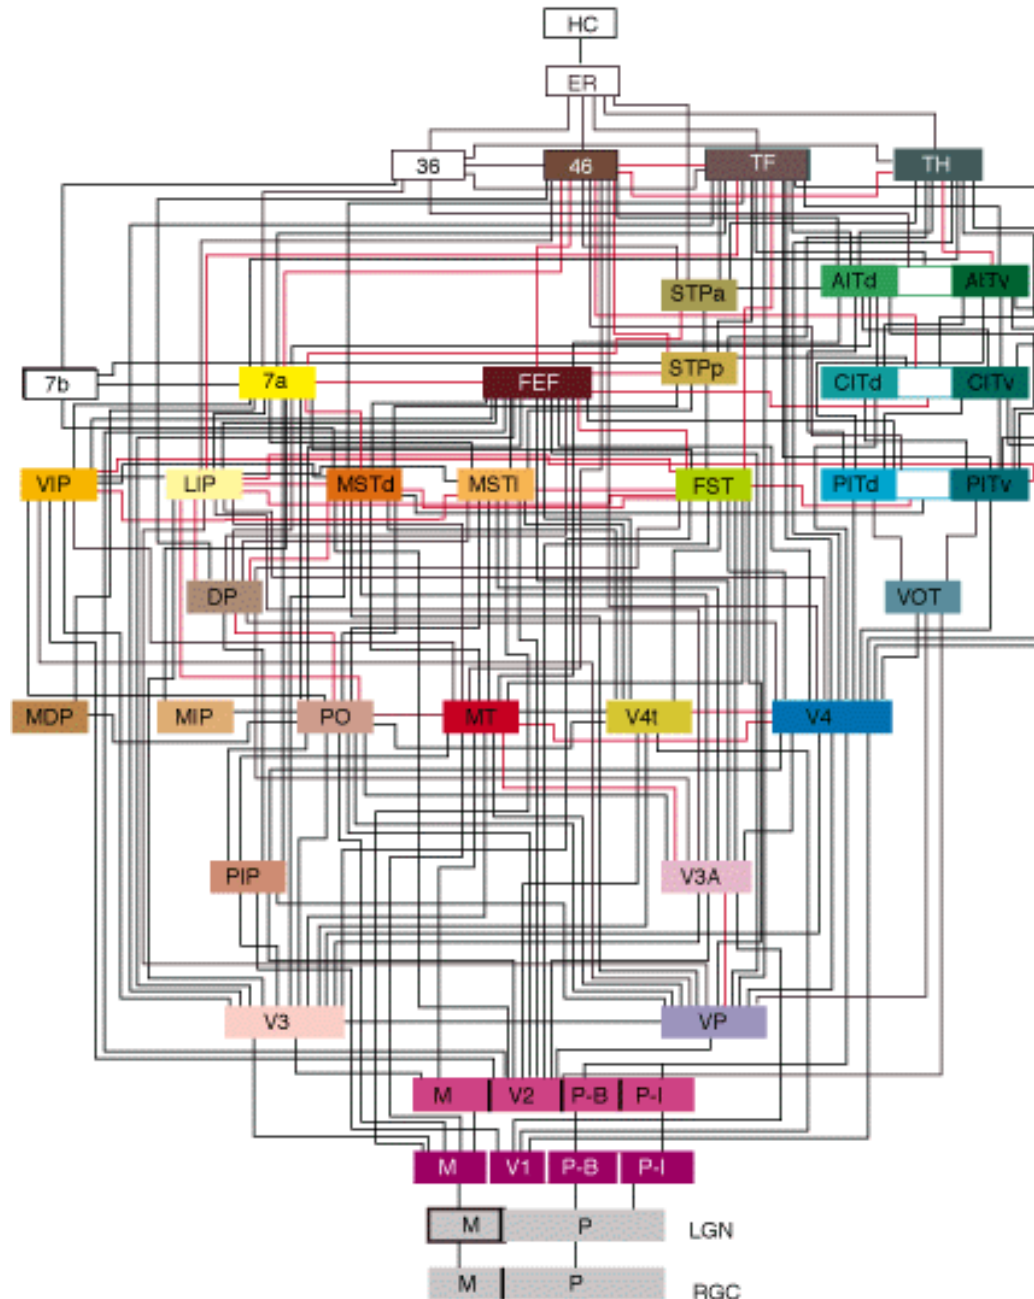 HC
ER
36 46 TF TH
AITd AITv
STPa
STPp
7b 7a FEF CITd CITv
VIP LIP MSTd MSTl FST PITd PITv
DP VOT
MDP MIP PO MT V4t V4
PIP V3A
V3 VP
M V2 P-B P-I
M V1 P-B P-I
M P LGN
M P RGC